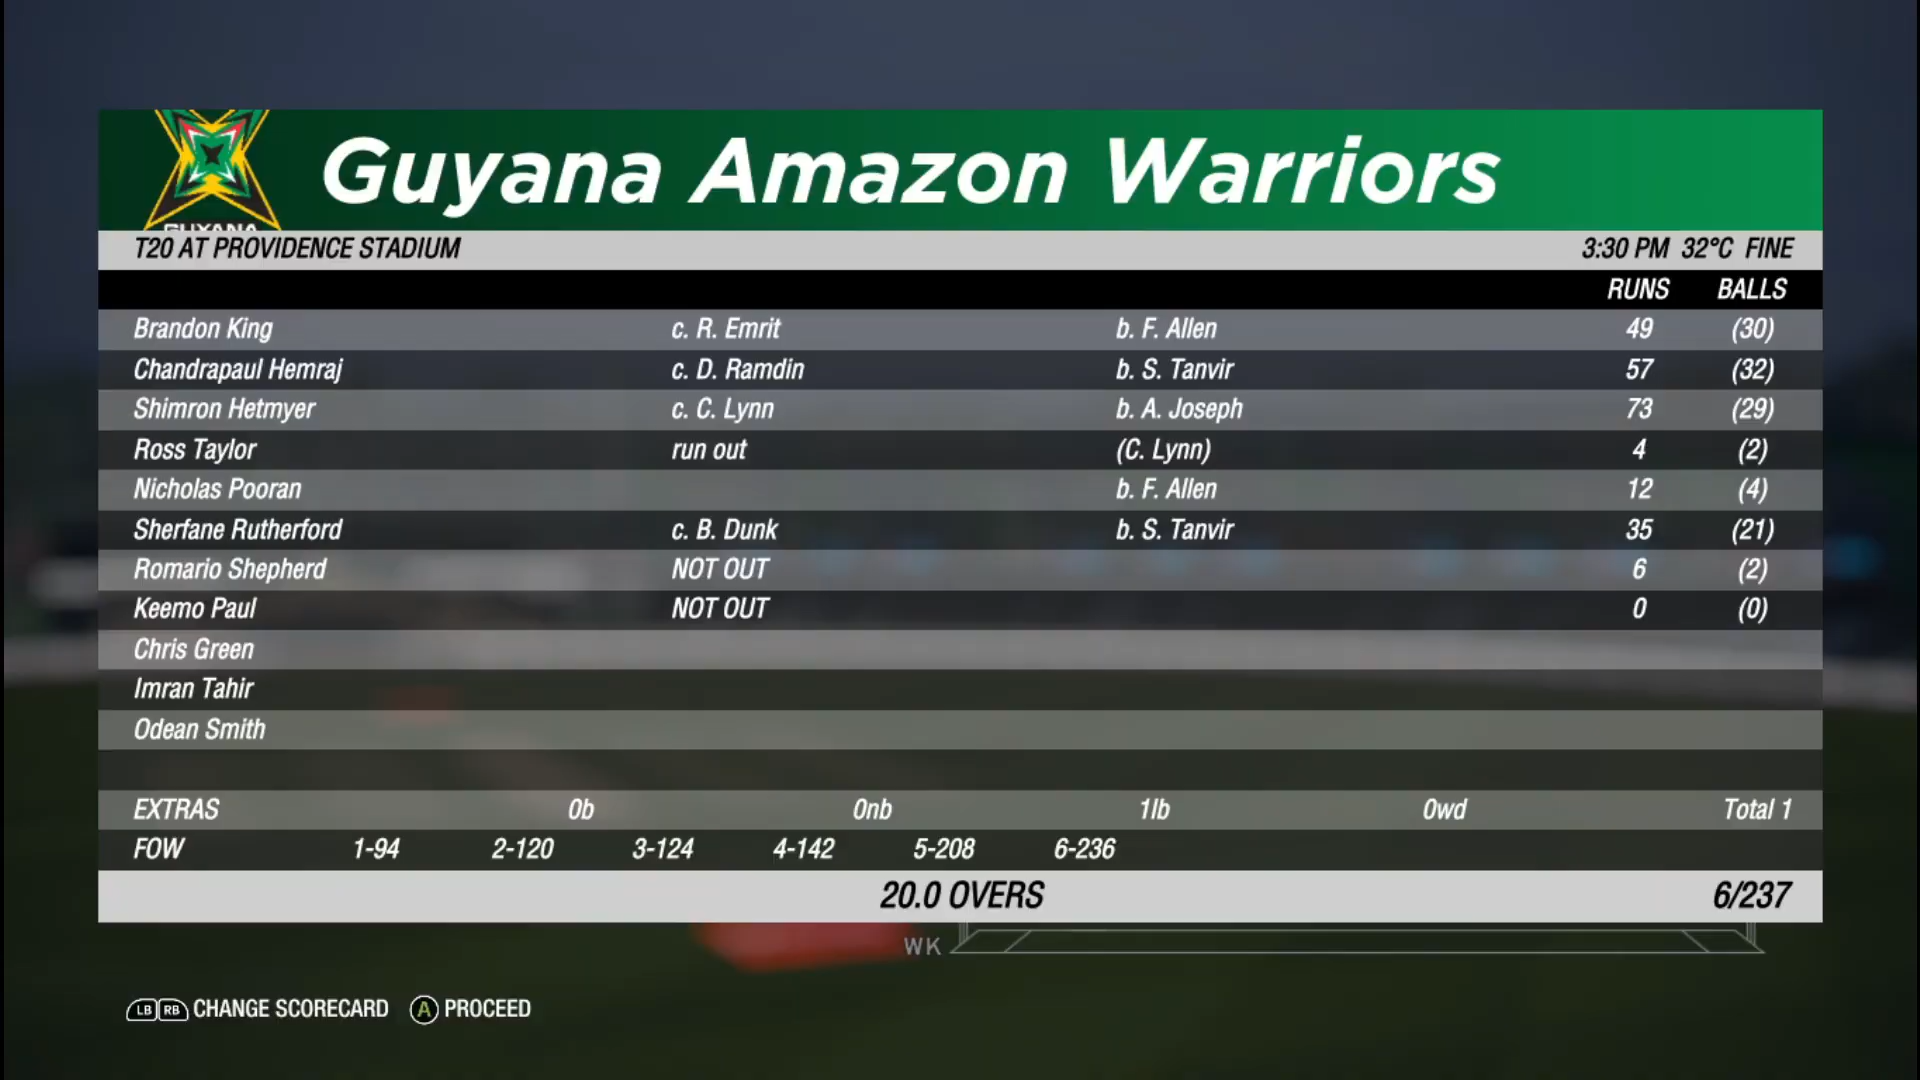 GUYANA
Guyana Amazon Warriors
T20 AT PROVIDENCE STADIUM 3:30 PM 32°C FINE
RUNS BALLS
Brandon King c. R. Emrit b. F. Allen 49 (30)
Chandrapaul Hemraj c. D. Ramdin b. S. Tanvir 57 (32)
Shimron Hetmyer c. C. Lynn b. A. Joseph 73 (29)
Ross Taylor run out (C. Lynn) 4 (2)
Nicholas Pooran b. F. Allen 12 (4)
Sherfane Rutherford c. B. Dunk b. S. Tanvir 35 (21)
Romario Shepherd NOT OUT 6 (2)
Keemo Paul NOT OUT 0 (0)
Chris Green
Imran Tahir
Odean Smith
EXTRAS 0b 0nb 1lb 0wd Total 1
FOW 1-94 2-120 3-124 4-142 5-208 6-236
20.0 OVERS 6/237
WK
LB RB CHANGE SCORECARD A PROCEED